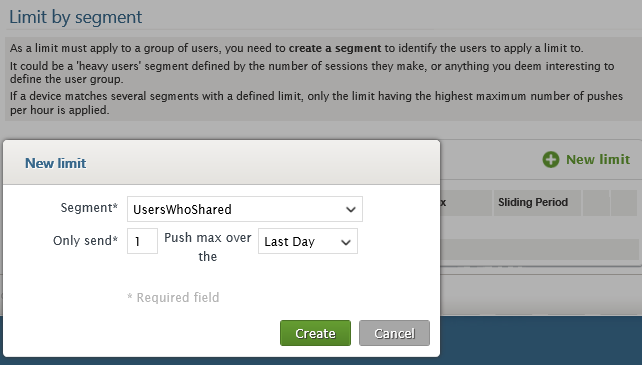 Limit by segment
As a limit must apply to a group of users, you need to create a segment to identify the users to apply a limit to.
It could be a 'heavy users' segment defined by the number of sessions they make, or anything you deem interesting to
define the user group.
If a device matches several segments with a defined limit, only the limit having the highest maximum number of pushes
per hour is applied.
New limit
New limit
x Sliding Period
Segment* UsersWhoShared
Only send* 1 Push max over Last Day
the
* Required field
Create Cancel